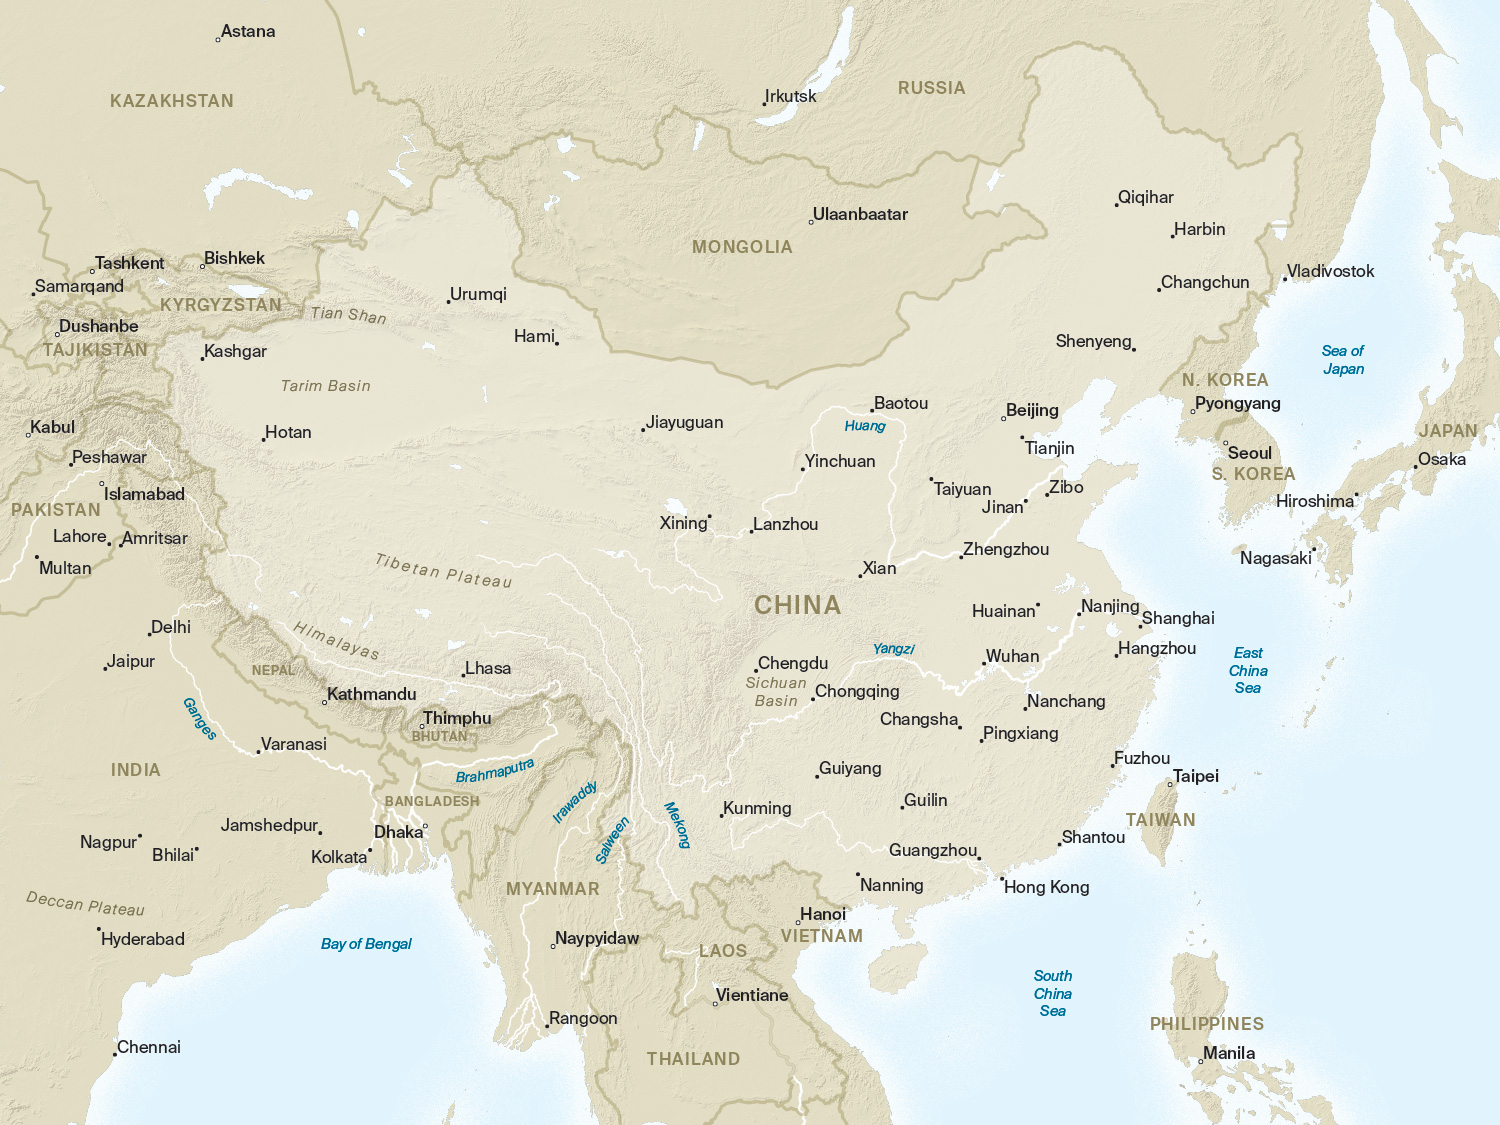 Astana
KAZAKHSTAN
Irkutsk
RUSSIA
Qiqihar
Ulaanbaatar
Harbin
MONGOLIA
Tashkent
Bishkek
Samarqand
KYRGYZSTAN
Vladivostok
Changchun
Urumqi
Tian Shan
Dushanbe
TAJIKISTAN
Kashgar
Hami
Shenyeng
Sea of
Japan
Tarim Basin
N. KOREA
Pyongyang
Baotou
Beijing
Huang
Jiayuguan
Kabul
Hotan
JAPAN
Tianjin
Seoul
Osaka
Peshawar
Yinchuan
S. KOREA
Islamabad
Taiyuan
Zibo
Jinan
Hiroshima
PAKISTAN
Xining
Lanzhou
Lahore
Amritsar
Zhengzhou
Nagasaki
Multan
Tibetan Plateau
Xian
CHINA
Huainan
Nanjing
Shanghai
Delhi
Himalayas
Yangzi
Hangzhou
East
China
Sea
Jaipur
NEPAL
Lhasa
Chengdu
Wuhan
Sichuan
Basin
Chongqing
Kathmandu
Nanchang
Thimphu
BHUTAN
Changsha
Pingxiang
Ganges
Varanasi
Fuzhou
INDIA
Brahmaputra
Guiyang
Taipei
BANGLADESH
Irawaddy
Kunming
Guilin
TAIWAN
Jamshedpur
Dhaka
Salween
Mekong
Shantou
Nagpur
Bhilai
Kolkata
Guangzhou
MYANMAR
Nanning
Hong Kong
Deccan Plateau
Hanoi
VIETNAM
Hyderabad
Bay of Bengal
Naypyidaw
LAOS
South
China
Sea
Vientiane
Rangoon
PHILIPPINES
Chennai
THAILAND
Manila